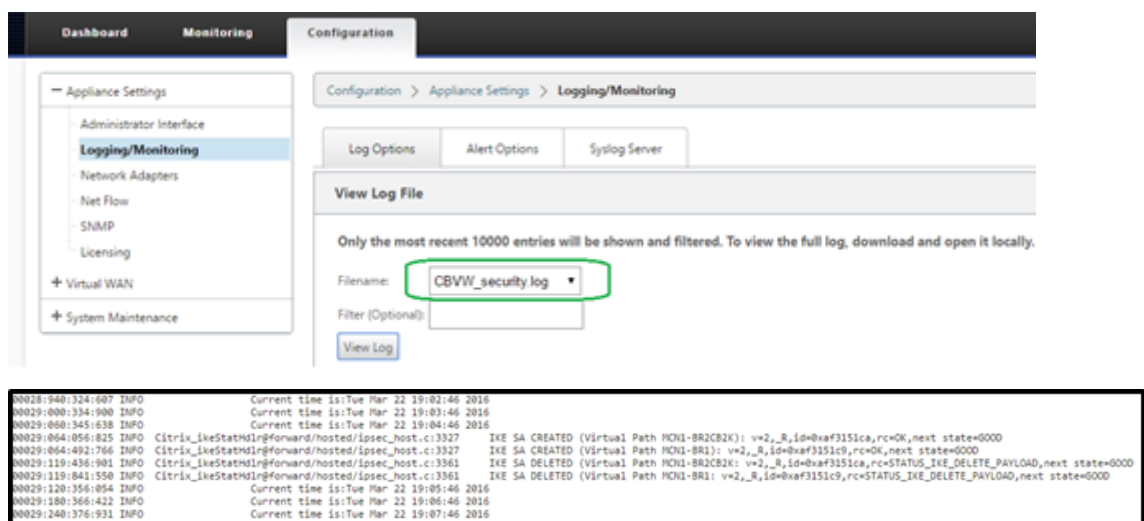 Dashboard Monitoring Configuration
Appliance Settings
Administrator Interface
Logging/Monitoring
Network Adapters
Net Flow
SNMP
Licensing
+ Virtual WAN
+ System Maintenance
Configuration > Appliance Settings > Logging/Monitoring
Log Options Alert Options Syslog Server
View Log File
Only the most recent 10000 entries will be shown and filtered. To view the full log, download and open it locally.
Filename: CBVW_security.log
Filter (Optional):
View Log
00028:940:324:607 INFO Current time is:Tue Mar 22 19:02:46 2016
00029:000:334:900 INFO Current time is:Tue Mar 22 19:03:46 2016
00029:060:345:638 INFO Current time is:Tue Mar 22 19:04:46 2016
00029:064:056:825 INFO Citrix_ikeStatHdlr@forward/hosted/ipsec_host.c:3327 IKE SA CREATED (Virtual Path MCN1-BR2CB2K): v=2,_R,id=0xaf3151ca,rc=OK,next state=GOOD
00029:064:492:766 INFO Citrix_ikeStatHdlr@forward/hosted/ipsec_host.c:3327 IKE SA CREATED (Virtual Path MCN1-BR1): v=2,_R,id=0xaf3151c9,rc=OK,next state=GOOD
00029:119:436:901 INFO Citrix_ikeStatHdlr@forward/hosted/ipsec_host.c:3361 IKE SA DELETED (Virtual Path MCN1-BR2CB2K: v=2,_R,id=0xaf3151ca,rc=STATUS_IKE_DELETE_PAYLOAD,next state=GOOD
00029:119:841:550 INFO Citrix_ikeStatHdlr@forward/hosted/ipsec_host.c:3361 IKE SA DELETED (Virtual Path MCN1-BR1: v=2,_R,id=0xaf3151c9,rc=STATUS_IKE_DELETE_PAYLOAD,next state=GOOD
00029:120:356:054 INFO Current time is:Tue Mar 22 19:05:46 2016
00029:180:366:422 INFO Current time is:Tue Mar 22 19:06:46 2016
00029:240:376:931 INFO Current time is:Tue Mar 22 19:07:46 2016